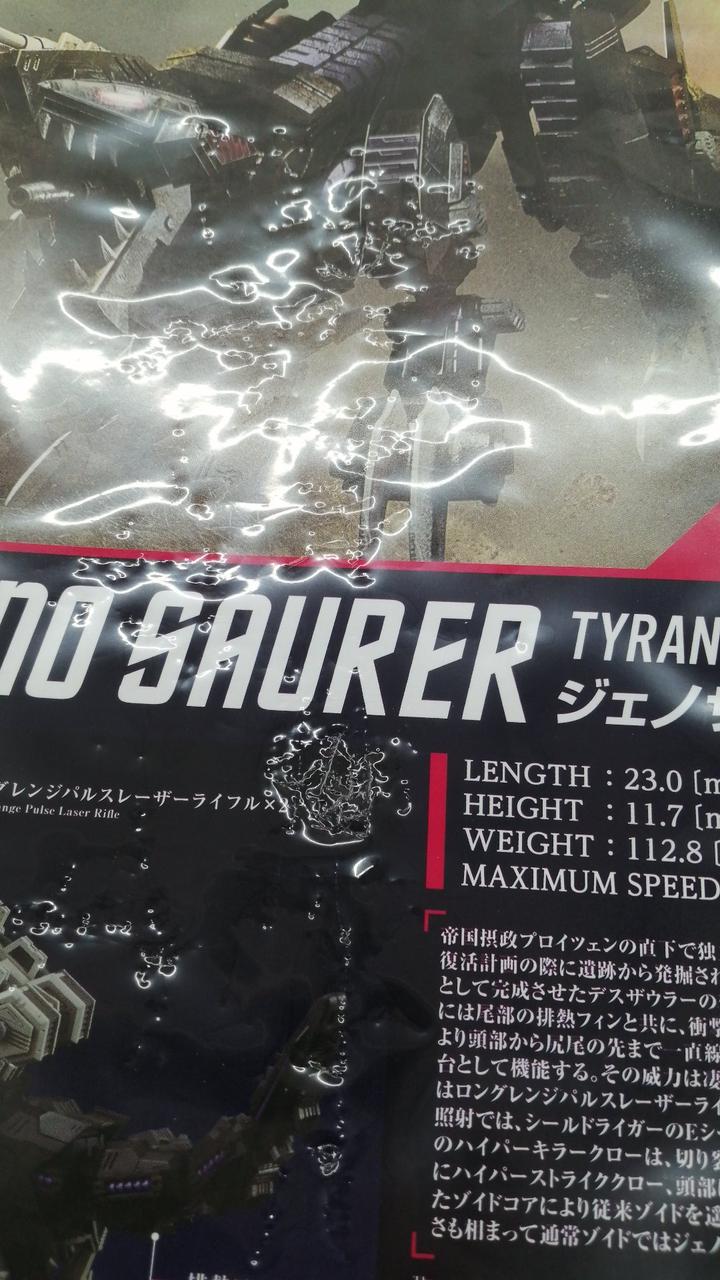 NO SAURER
TYRAN
ジェノ
グレンジパルスレーザーライフル×2
nge Pulse Laser Rifle
LENGTH : 23.0 [m
HEIGHT : 11.7 [m
WEIGHT : 112.8 [
MAXIMUM SPEED
帝国摂政プロイツェンの直下で独
復活計画の際に遺跡から発掘され
として完成させたデスザウラーの
には尾部の排熱フィンと共に、衝撃
より頭部から尻尾の先まで一直線
台として機能する。その威力は凄
はロングレンジパルスレーザーライ
照射では、シールドライガーのEシ
のハイパーキラークローは、切り裂
にハイパーストライククロー、頭部に
たゾイドコアにより従来ゾイドを遥
さも相まって通常ゾイドではジェノ